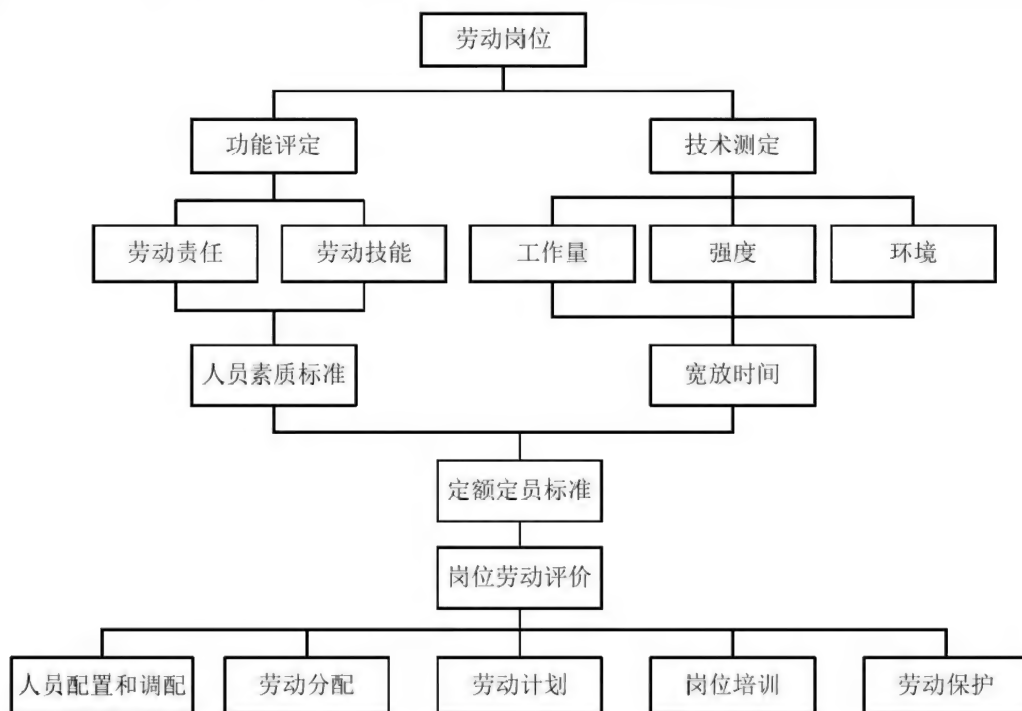 劳动岗位
功能评定
技术测定
劳动责任
劳动技能
工作量
强度
环境
人员素质标准
宽放时间
定额定员标准
岗位劳动评价
人员配置和调配
劳动分配
劳动计划
岗位培训
劳动保护